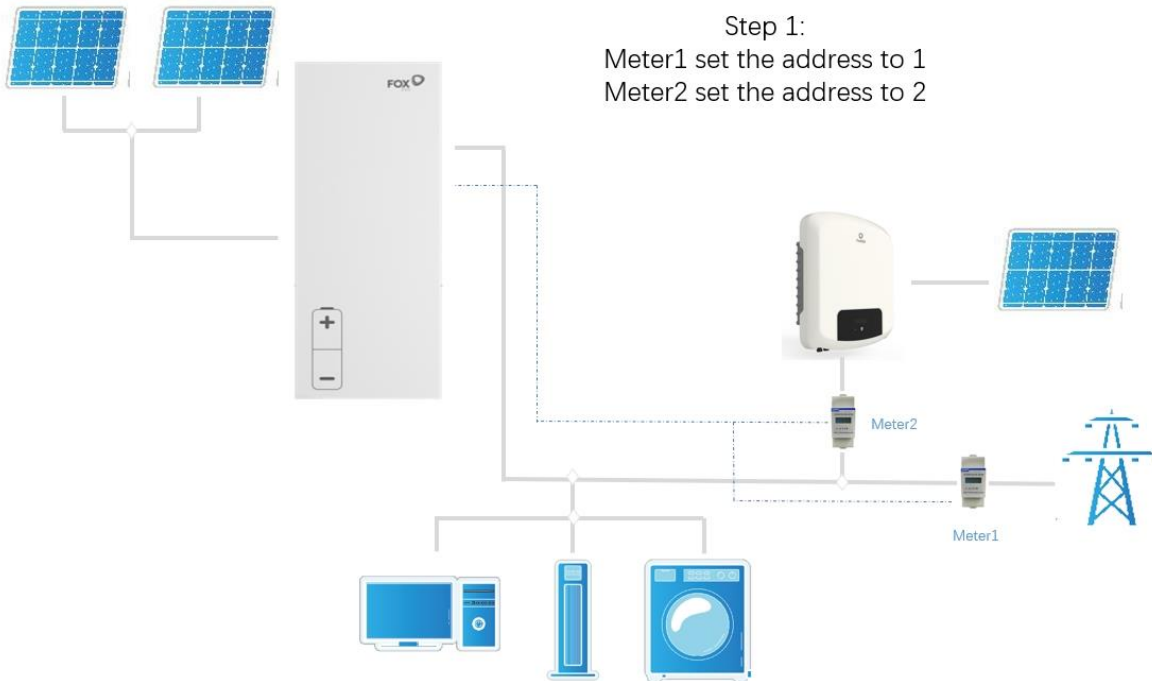 Step 1:
Meter1 set the address to 1
Meter2 set the address to 2
FOX
Meter2
Meter1